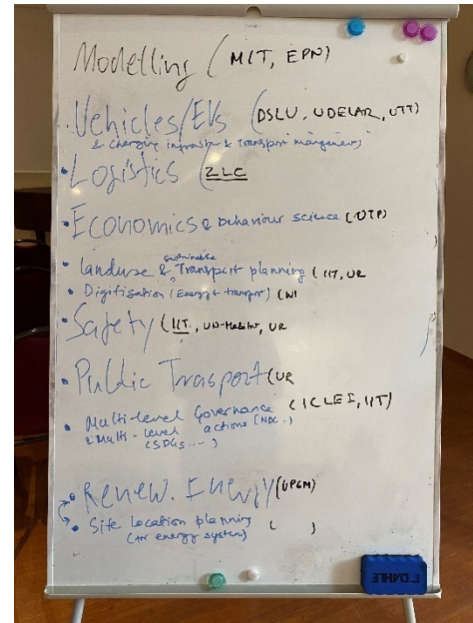 Modelling (MIT, EPN)
• Vehicles/EVs (DSLU, UDELAR, UTT)
& Charging infrastr & Transport
• Logistics (ZLC
• Economics & behaviour science (UTP)
sustainable
• landuse & Transport planning (IIT, UR
• Digitisation (Energy & transport) (WI
• Safety (IIT, UN-Habitat, UR
• Public Trasport (UR
• Multi-level Governance (ICLEI, IIT)
& Multi-level actions (NDC..)
(SDGs....)
• Renew. Energy (UPGM)
• Site location planning ( )
(for energy system)
DAHLE